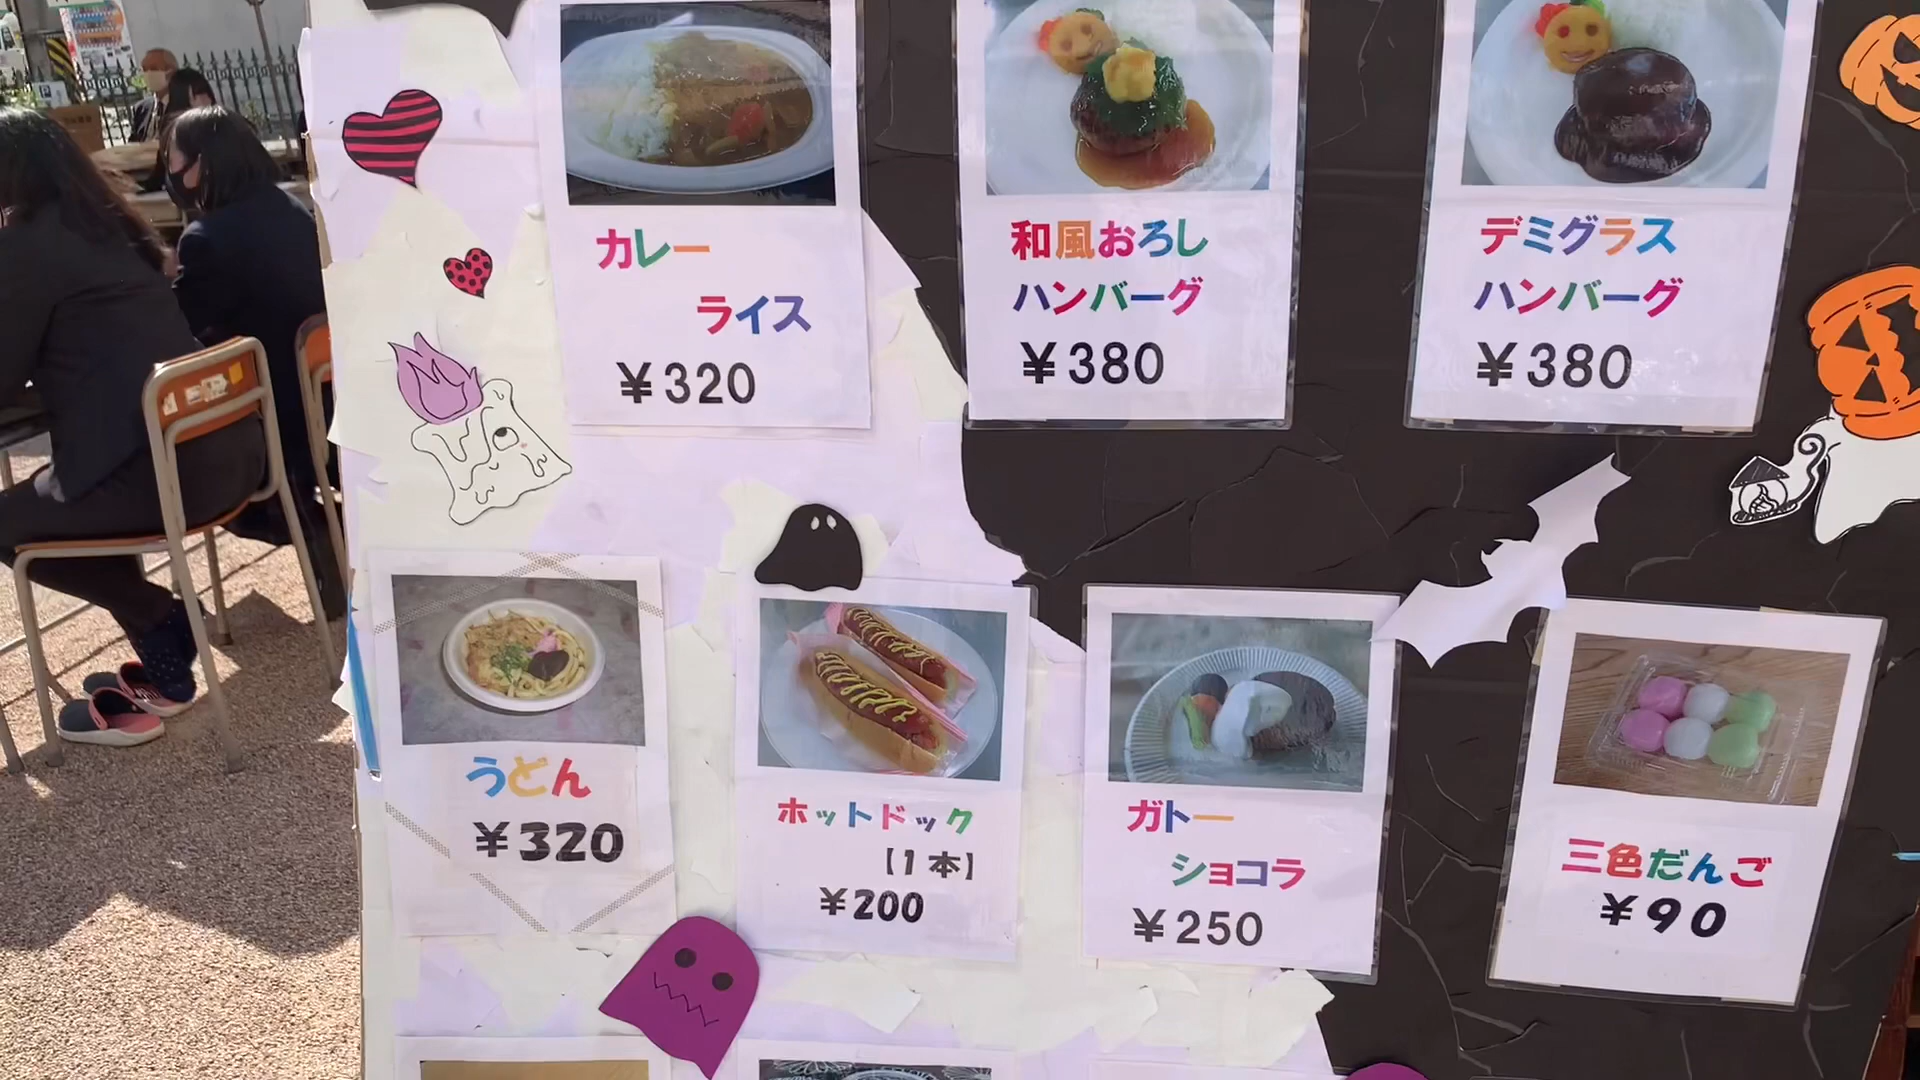 カレー
ライス
¥320
和風おろし
ハンバーグ
¥380
デミグラス
ハンバーグ
¥380
うどん
¥320
ホットドック
【1本】
¥200
ガトー
ショコラ
¥250
三色だんご
¥90